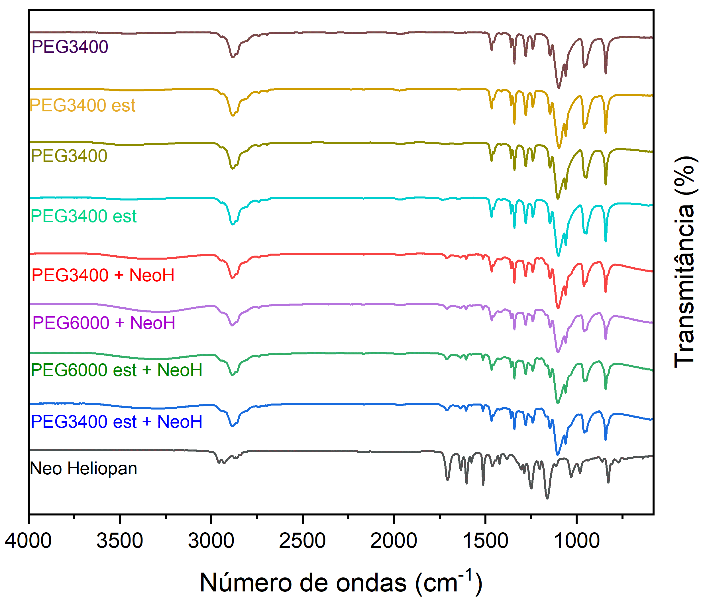 PEG3400
PEG3400 est
PEG3400
PEG3400 est
PEG3400 + NeoH
PEG6000 + NeoH
PEG6000 est + NeoH
PEG3400 est + NeoH
Neo Heliopan
4000 3500 3000 2500 2000 1500 1000
Número de ondas (cm⁻¹)
Transmitância (%)